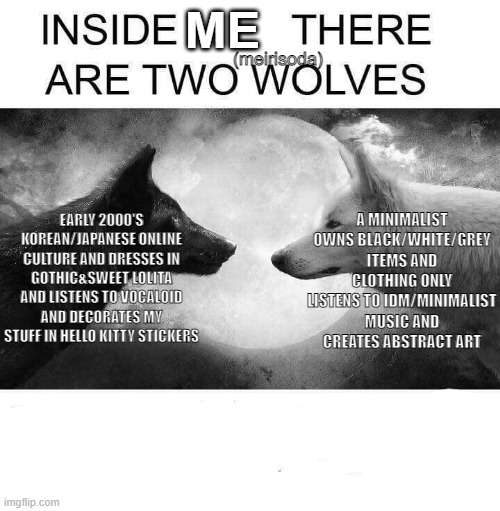 INSIDE ME THERE
(meirisoda)
ARE TWO WOLVES
EARLY 2000'S
KOREAN/JAPANESE ONLINE
CULTURE AND DRESSES IN
GOTHIC&SWEET LOLITA
AND LISTENS TO VOCALOID
AND DECORATES MY
STUFF IN HELLO KITTY STICKERS
A MINIMALIST
OWNS BLACK/WHITE/GREY
ITEMS AND
CLOTHING ONLY
LISTENS TO IDM/MINIMALIST
MUSIC AND
CREATES ABSTRACT ART
imgflip.com